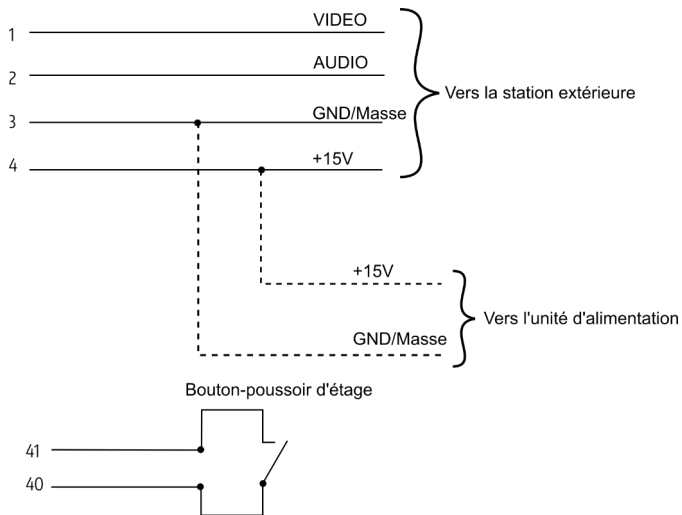 1 VIDEO
2 AUDIO
3 GND/Masse
4 +15V
Vers la station extérieure
+15V
GND/Masse
Vers l'unité d'alimentation
Bouton-poussoir d'étage
41
40